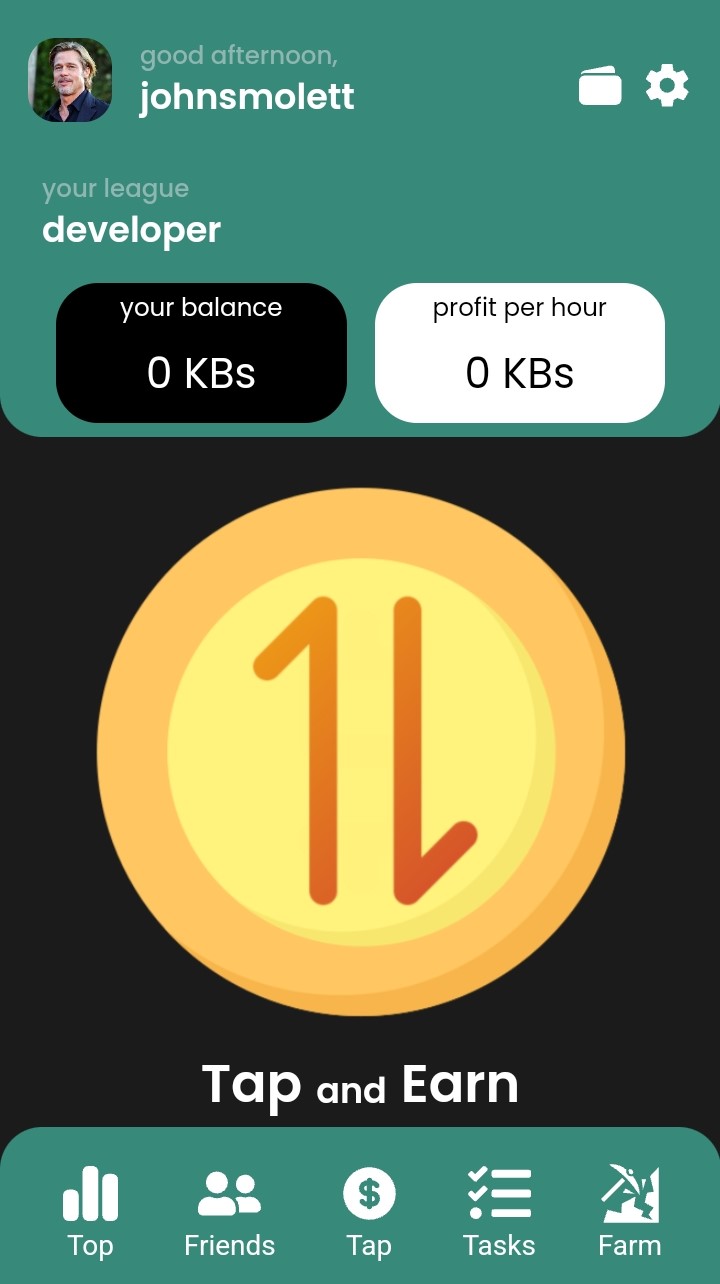 good afternoon,
johnsmolett
your league
developer
your balance
0 KBs
profit per hour
0 KBs
Tap and Earn
Top
Friends
Tap
Tasks
Farm